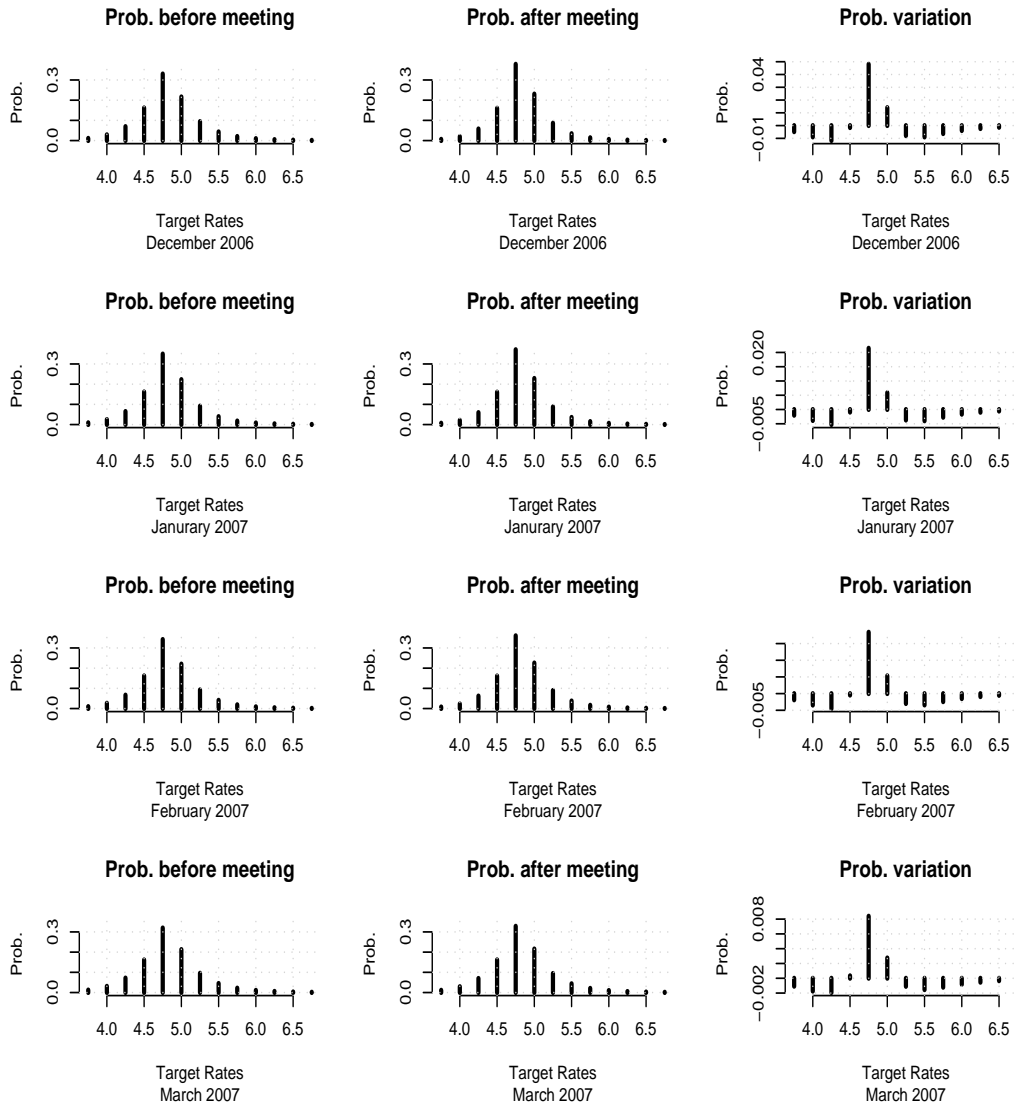 Prob. before meeting
Prob.
0.0 0.3
4.0 4.5 5.0 5.5 6.0 6.5
Target Rates
December 2006
Prob. after meeting
Prob.
0.0 0.3
4.0 4.5 5.0 5.5 6.0 6.5
Target Rates
December 2006
Prob. variation
Prob.
−0.01 0.04
4.0 4.5 5.0 5.5 6.0 6.5
Target Rates
December 2006
Prob. before meeting
Prob.
0.0 0.3
4.0 4.5 5.0 5.5 6.0 6.5
Target Rates
Janurary 2007
Prob. after meeting
Prob.
0.0 0.3
4.0 4.5 5.0 5.5 6.0 6.5
Target Rates
Janurary 2007
Prob. variation
Prob.
−0.005 0.020
4.0 4.5 5.0 5.5 6.0 6.5
Target Rates
Janurary 2007
Prob. before meeting
Prob.
0.0 0.3
4.0 4.5 5.0 5.5 6.0 6.5
Target Rates
February 2007
Prob. after meeting
Prob.
0.0 0.3
4.0 4.5 5.0 5.5 6.0 6.5
Target Rates
February 2007
Prob. variation
Prob.
−0.005
4.0 4.5 5.0 5.5 6.0 6.5
Target Rates
February 2007
Prob. before meeting
Prob.
0.0 0.3
4.0 4.5 5.0 5.5 6.0 6.5
Target Rates
March 2007
Prob. after meeting
Prob.
0.0 0.3
4.0 4.5 5.0 5.5 6.0 6.5
Target Rates
March 2007
Prob. variation
Prob.
−0.002 0.008
4.0 4.5 5.0 5.5 6.0 6.5
Target Rates
March 2007